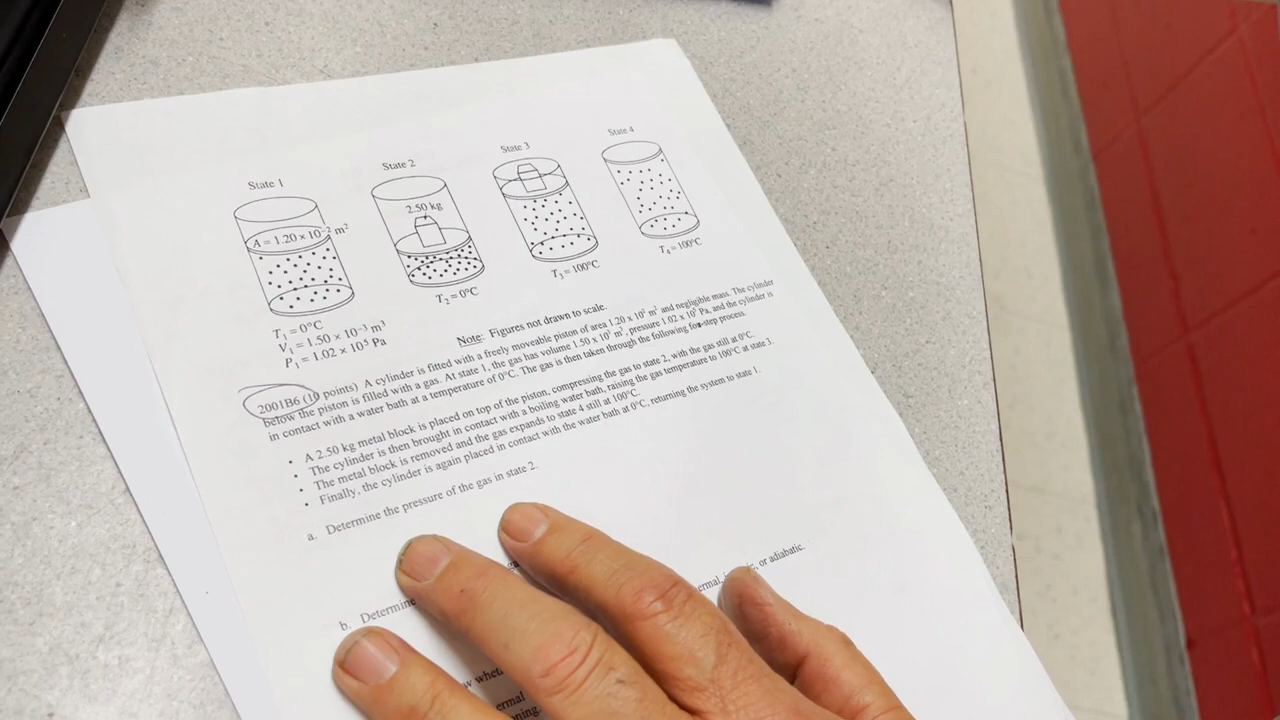 State 1
State 2
State 3
State 4
A = 1.20 × 10⁻² m²
2.50 kg
T₁ = 0°C
V₁ = 1.50 × 10⁻³ m³
P₁ = 1.02 × 10⁵ Pa
T₂ = 0°C
T₃ = 100°C
T₄ = 100°C
Note: Figures not drawn to scale.
2001B6 (10 points) A cylinder is fitted with a freely moveable piston of area 1.20 x 10 m² and negligible mass. The cylinder
below the piston is filled with a gas. At state 1, the gas has volume 1.50 x 10 m³, pressure 1.02 x 10⁵ Pa, and the cylinder is
in contact with a water bath at a temperature of 0°C. The gas is then taken through the following four-step process.
• A 2.50 kg metal block is placed on top of the piston, compressing the gas to state 2, with the gas still at 0°C.
• The cylinder is then brought in contact with a boiling water bath, raising the gas temperature to 100°C at state 3.
• The metal block is removed and the gas expands to state 4 still at 100°C.
• Finally, the cylinder is again placed in contact with the water bath at 0°C, returning the system to state 1.
a. Determine the pressure of the gas in state 2.
b. Determine
or adiabatic.